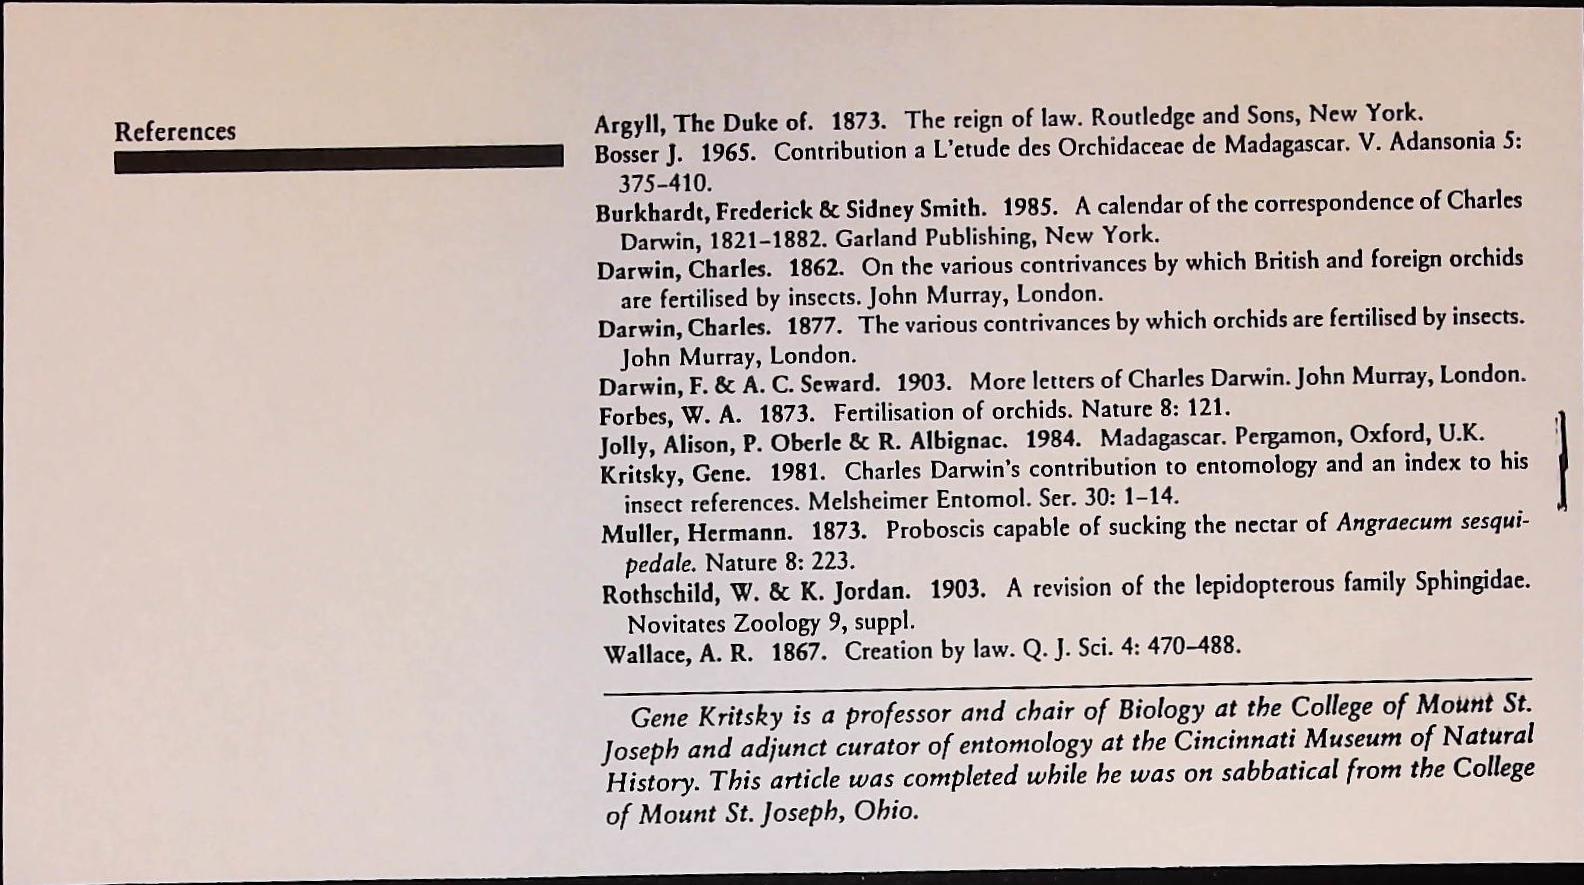 References
Argyll, The Duke of. 1873. The reign of law. Routledge and Sons, New York.
Bosser J. 1965. Contribution a L'etude des Orchidaceae de Madagascar. V. Adansonia 5:
375–410.
Burkhardt, Frederick & Sidney Smith. 1985. A calendar of the correspondence of Charles
Darwin, 1821–1882. Garland Publishing, New York.
Darwin, Charles. 1862. On the various contrivances by which British and foreign orchids
are fertilised by insects. John Murray, London.
Darwin, Charles. 1877. The various contrivances by which orchids are fertilised by insects.
John Murray, London.
Darwin, F. & A. C. Seward. 1903. More letters of Charles Darwin. John Murray, London.
Forbes, W. A. 1873. Fertilisation of orchids. Nature 8: 121.
Jolly, Alison, P. Oberle & R. Albignac. 1984. Madagascar. Pergamon, Oxford, U.K.
Kritsky, Gene. 1981. Charles Darwin's contribution to entomology and an index to his
insect references. Melsheimer Entomol. Ser. 30: 1–14.
Muller, Hermann. 1873. Proboscis capable of sucking the nectar of Angraecum sesqui-
pedale. Nature 8: 223.
Rothschild, W. & K. Jordan. 1903. A revision of the lepidopterous family Sphingidae.
Novitates Zoology 9, suppl.
Wallace, A. R. 1867. Creation by law. Q. J. Sci. 4: 470–488.
Gene Kritsky is a professor and chair of Biology at the College of Mount St.
Joseph and adjunct curator of entomology at the Cincinnati Museum of Natural
History. This article was completed while he was on sabbatical from the College
of Mount St. Joseph, Ohio.